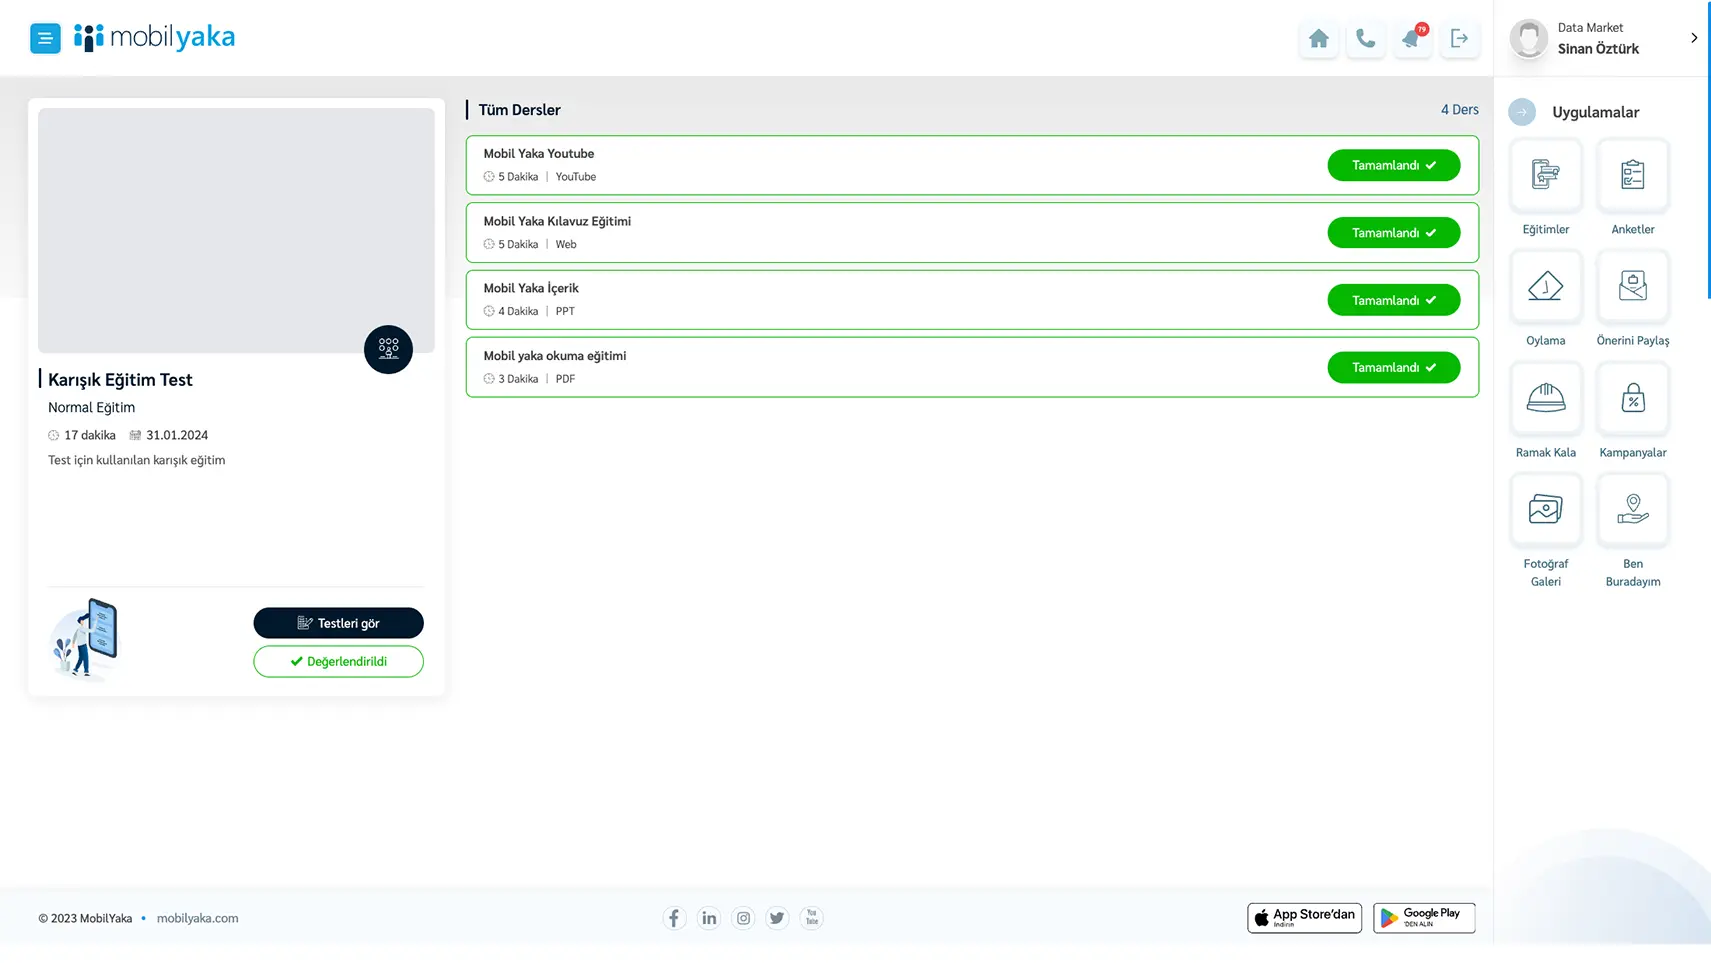 mobilyaka
79
Data Market
Sinan Öztürk
Tüm Dersler
4 Ders
Mobil Yaka Youtube
5 Dakika | YouTube
Tamamlandı
Mobil Yaka Kılavuz Eğitimi
5 Dakika | Web
Tamamlandı
Mobil Yaka İçerik
4 Dakika | PPT
Tamamlandı
Mobil yaka okuma eğitimi
3 Dakika | PDF
Tamamlandı
Karışık Eğitim Test
Normal Eğitim
17 dakika 31.01.2024
Test için kullanılan karışık eğitim
Testleri gör
Değerlendirildi
Uygulamalar
Eğitimler
Anketler
Oylama
Önerini Paylaş
Ramak Kala
Kampanyalar
Fotoğraf
Galeri
Ben
Buradayım
© 2023 MobilYaka • mobilyaka.com
You
Tube
App Store'dan
İndirin
Google Play
'DEN ALIN